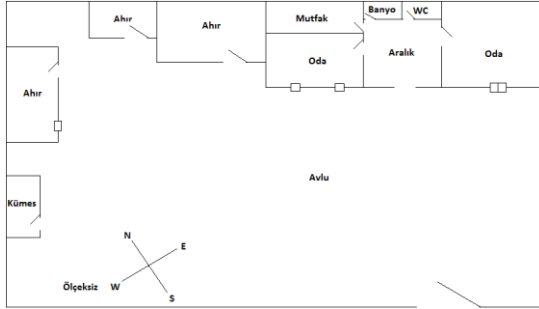 Ahır
Ahır
Mutfak
Banyo
WC
Oda
Aralık
Oda
Ahır
Avlu
Kümes
N
E
W
S
Ölçeksiz